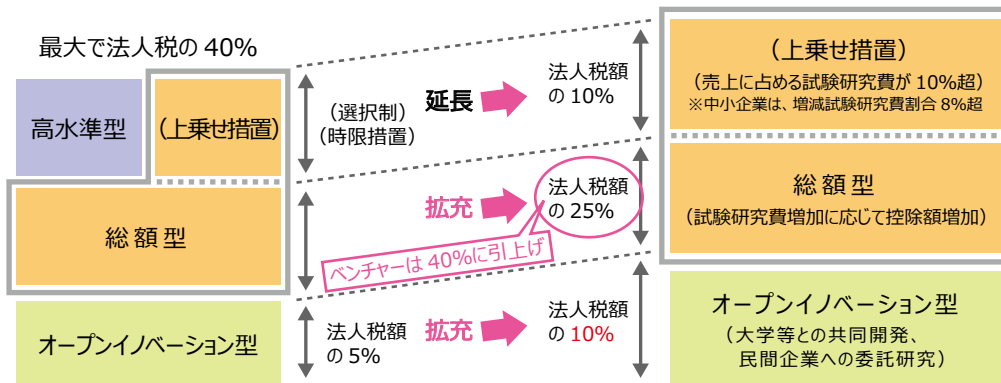 最大で法人税の 40%
高水準型
(上乗せ措置)
総額型
オープンイノベーション型
(選択制)
(時限措置)
延長
法人税額
の 10%
拡充
法人税額
の 25%
ベンチャーは 40%に引上げ
法人税額
の 5%
拡充
法人税額
の 10%
(上乗せ措置)
(売上に占める試験研究費が 10%超)
※中小企業は、増減試験研究費割合 8%超
総額型
(試験研究費増加に応じて控除額増加)
オープンイノベーション型
(大学等との共同開発、
民間企業への委託研究)